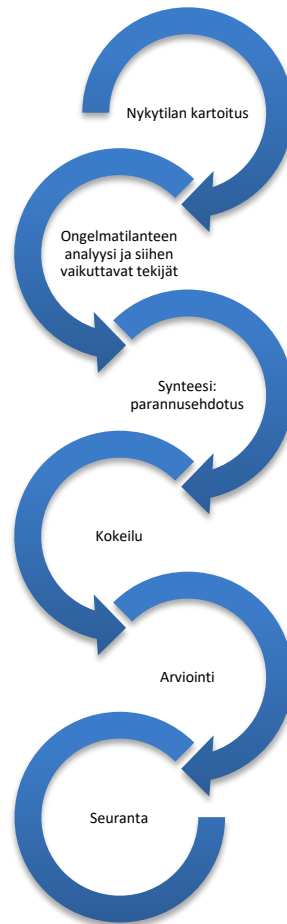 Nykytilan kartoitus
Ongelmatilanteen
analyysi ja siihen
vaikuttavat tekijät
Synteesi:
parannusehdotus
Kokeilu
Arviointi
Seuranta